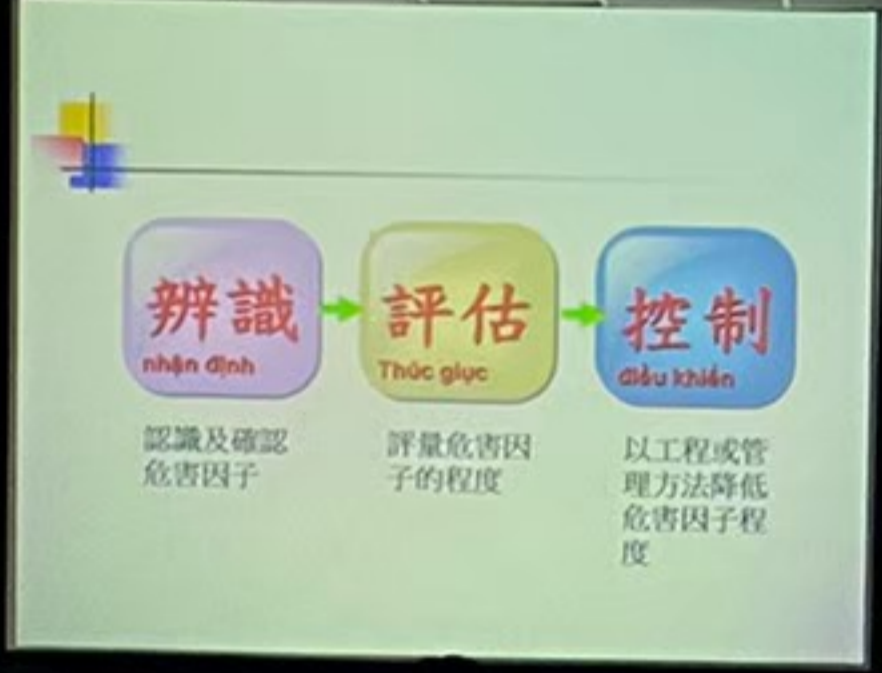 辨識
nhận định
評估
Thúc giục
控制
điều khiển
認識及確認
危害因子
評量危害因
子的程度
以工程或管
理方法降低
危害因子程
度